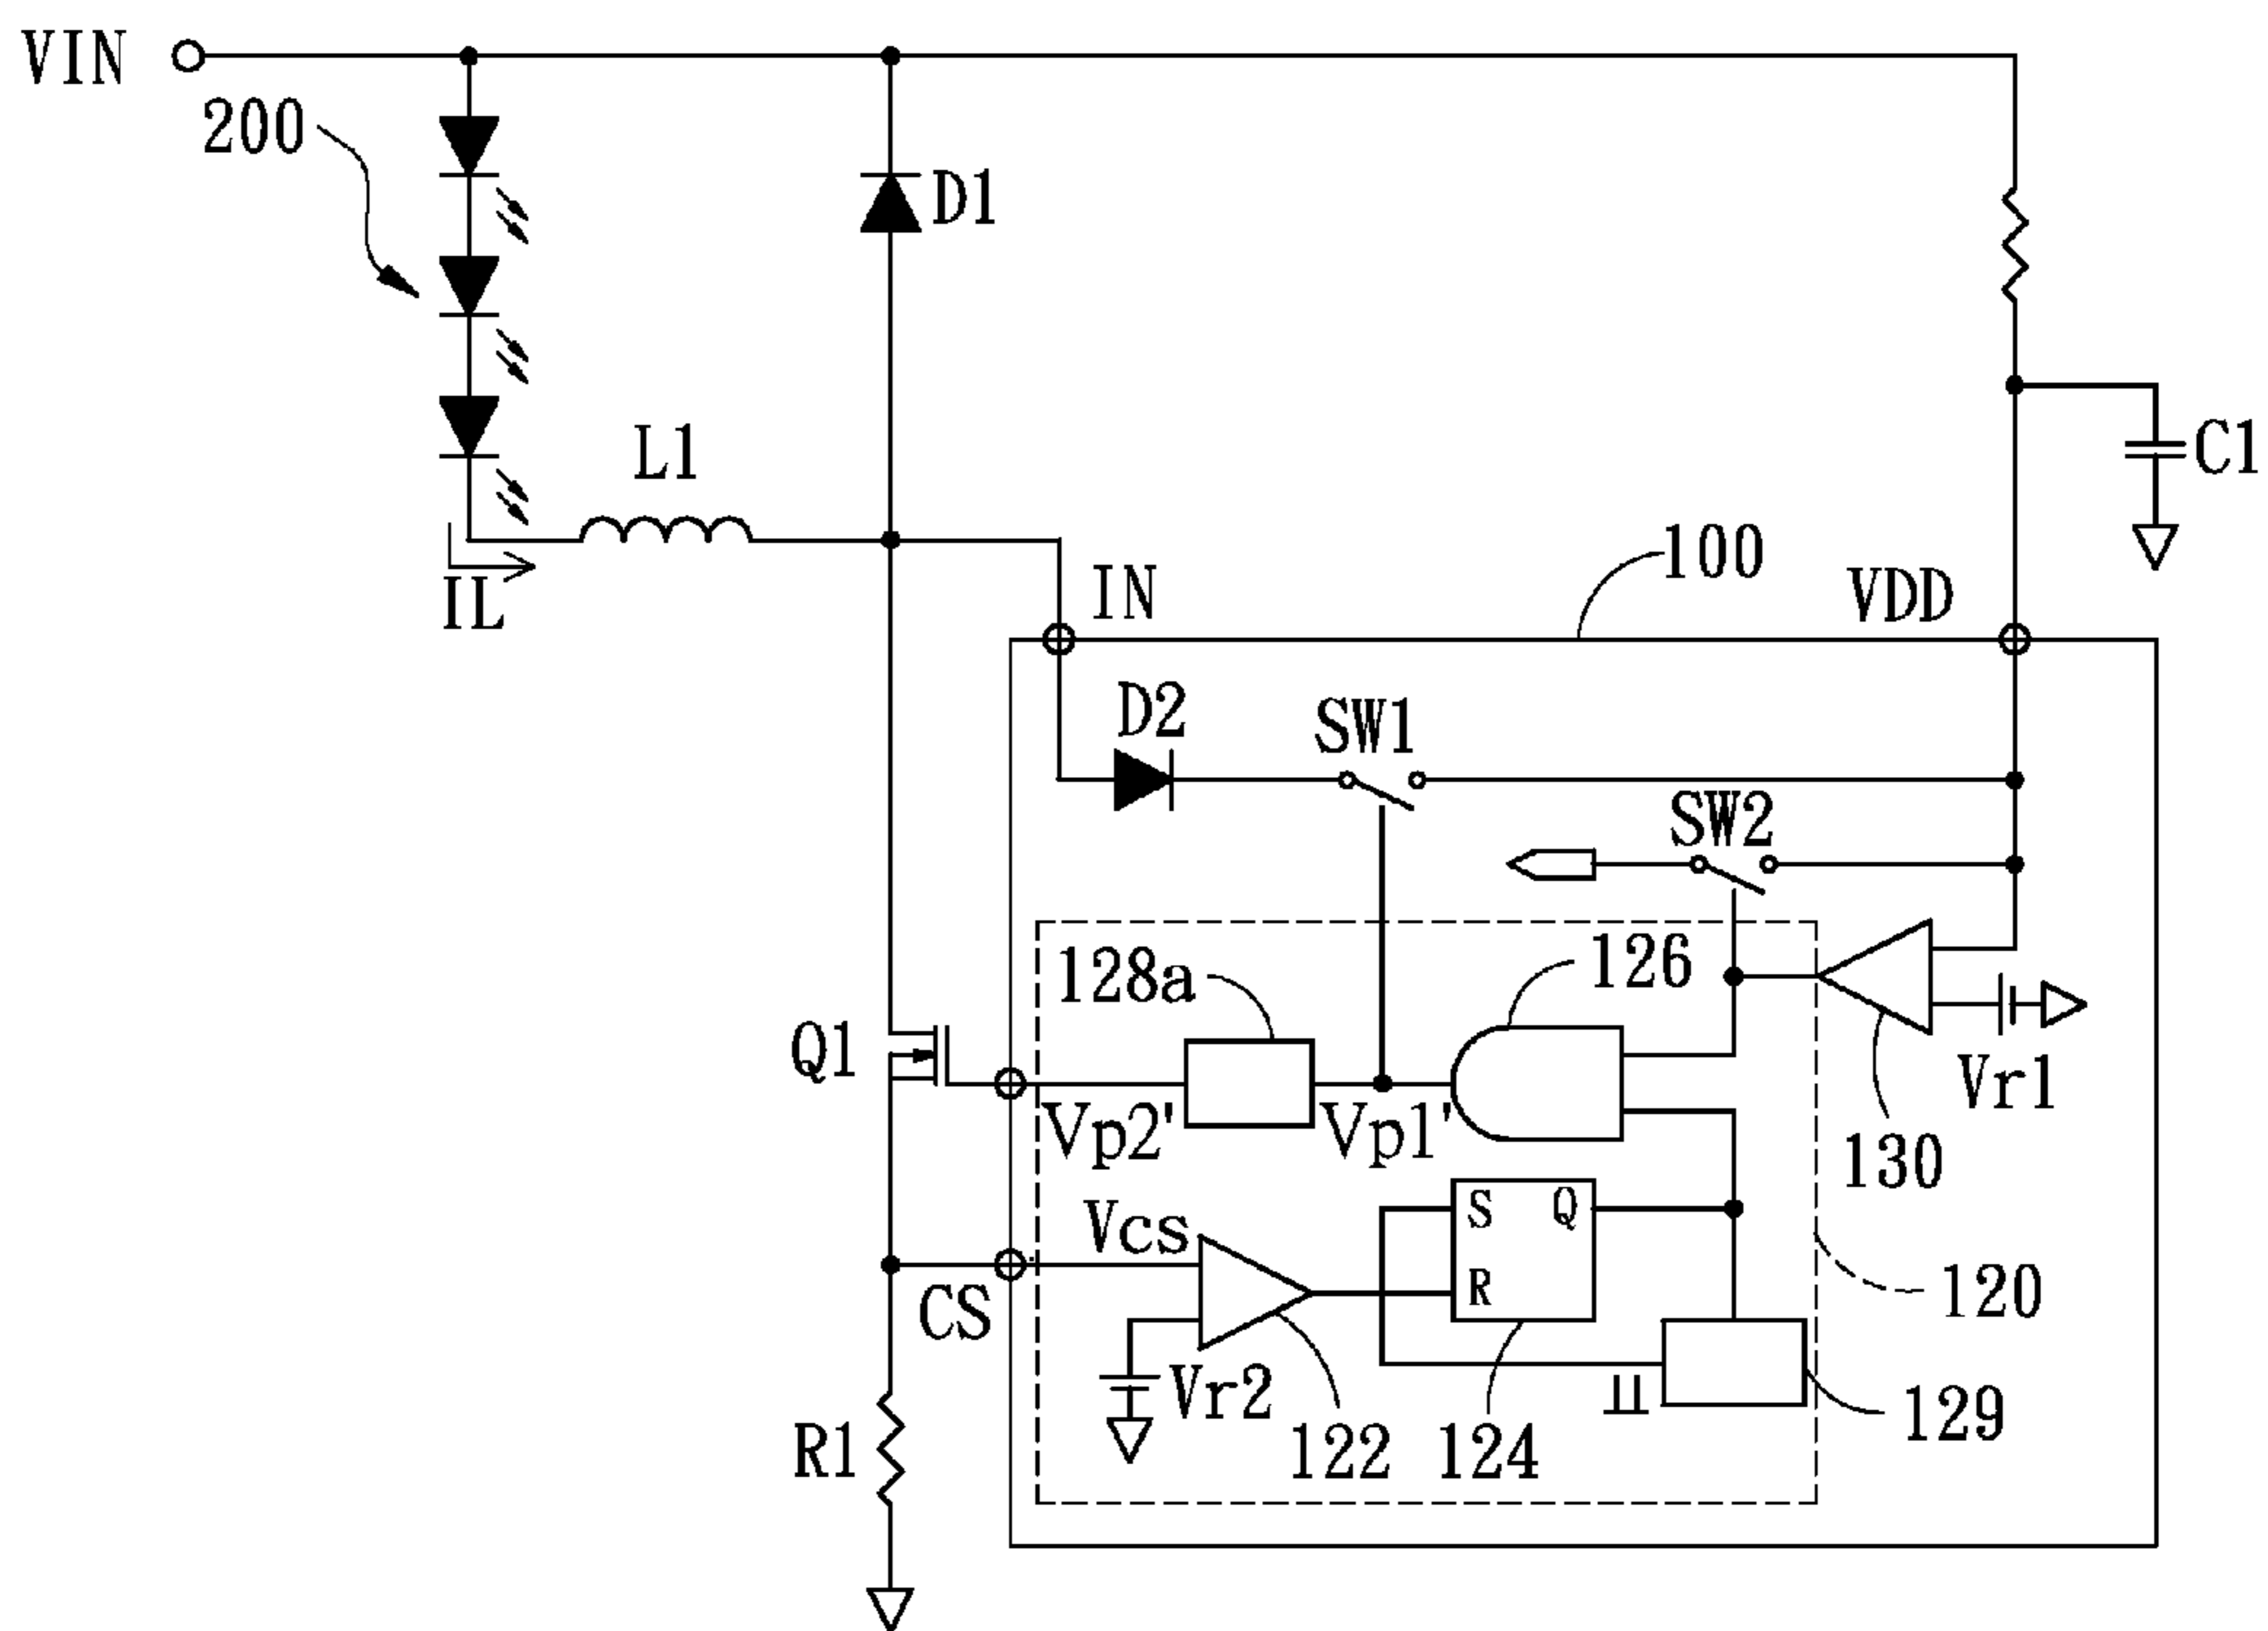 VIN
200
D1
L1
C1
IL
IN
100
VDD
D2
SW1
SW2
128a
126
Q1
Vp2'
Vp1'
Vr1
130
Vcs
S
Q
R
CS
120
Vr2
129
R1
122
124